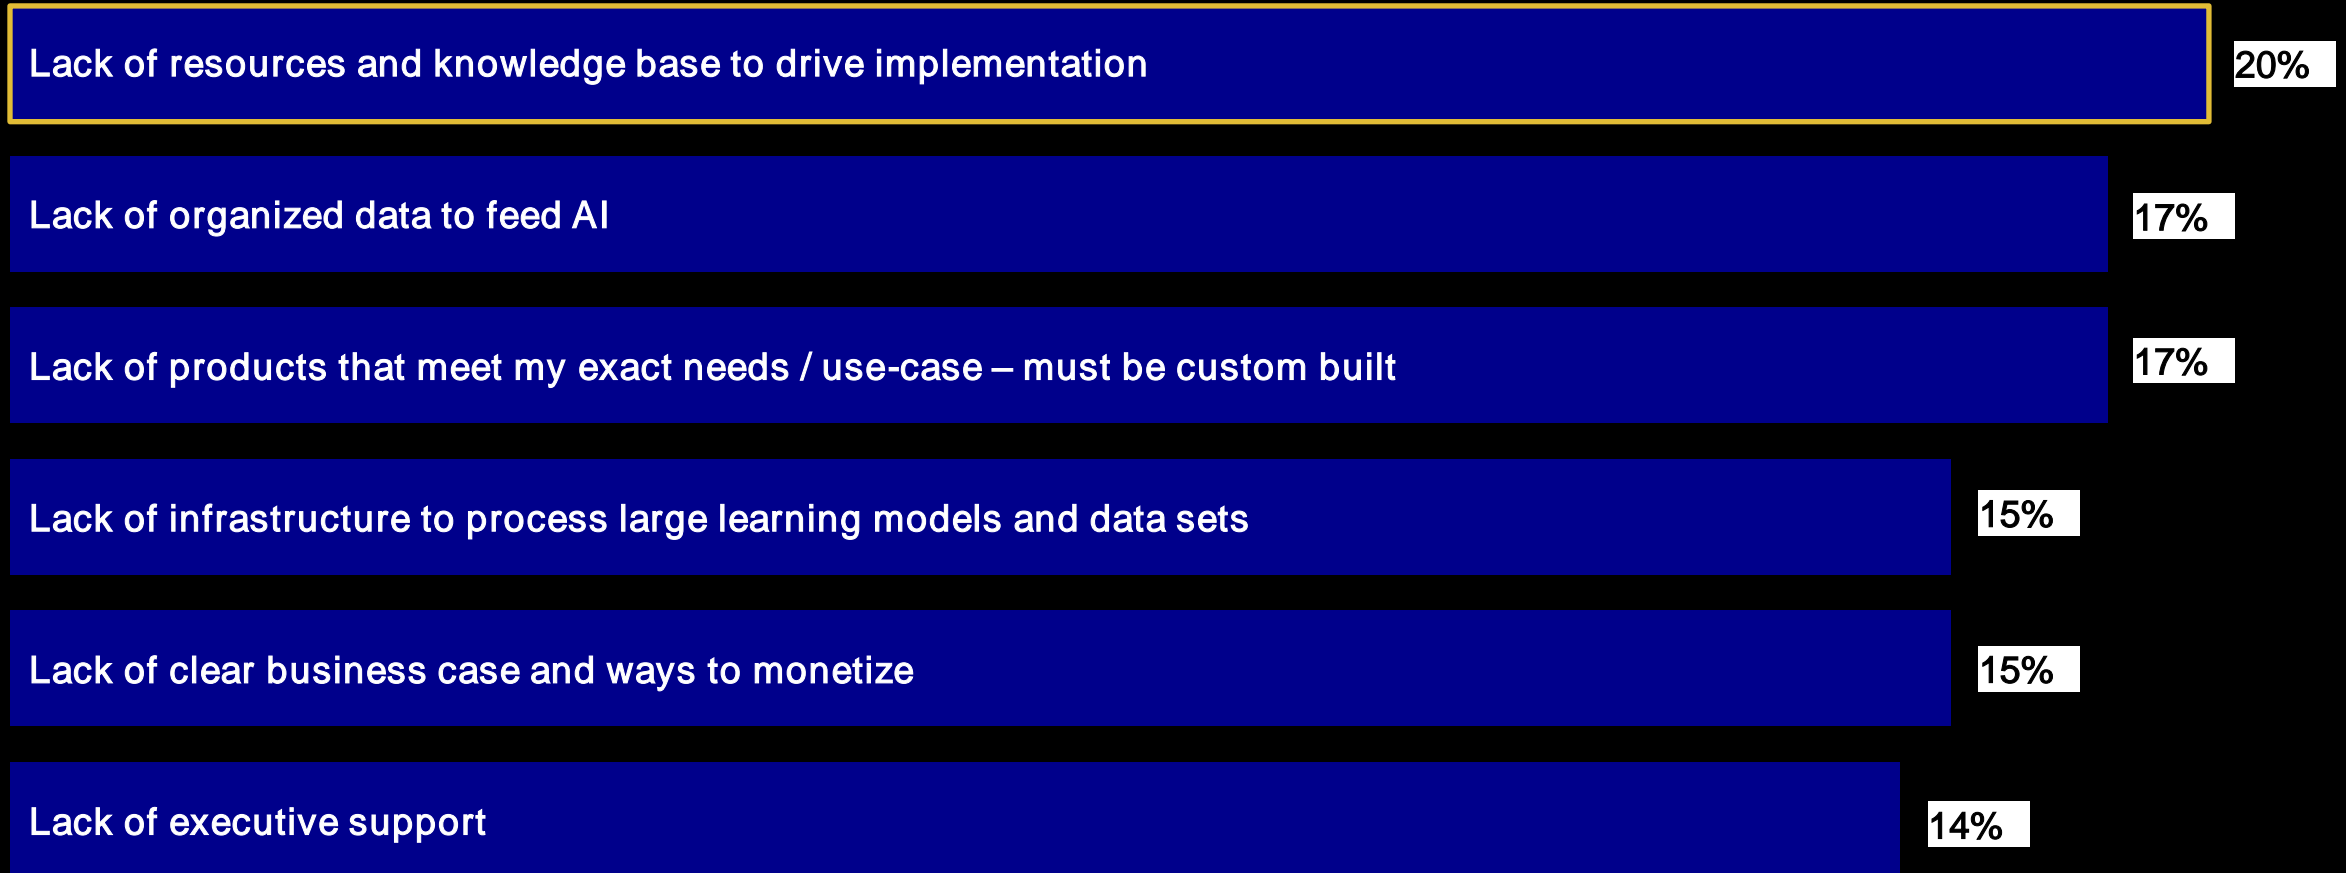 Lack of resources and knowledge base to drive implementation 20%
Lack of organized data to feed AI 17%
Lack of products that meet my exact needs / use-case – must be custom built 17%
Lack of infrastructure to process large learning models and data sets 15%
Lack of clear business case and ways to monetize 15%
Lack of executive support 14%